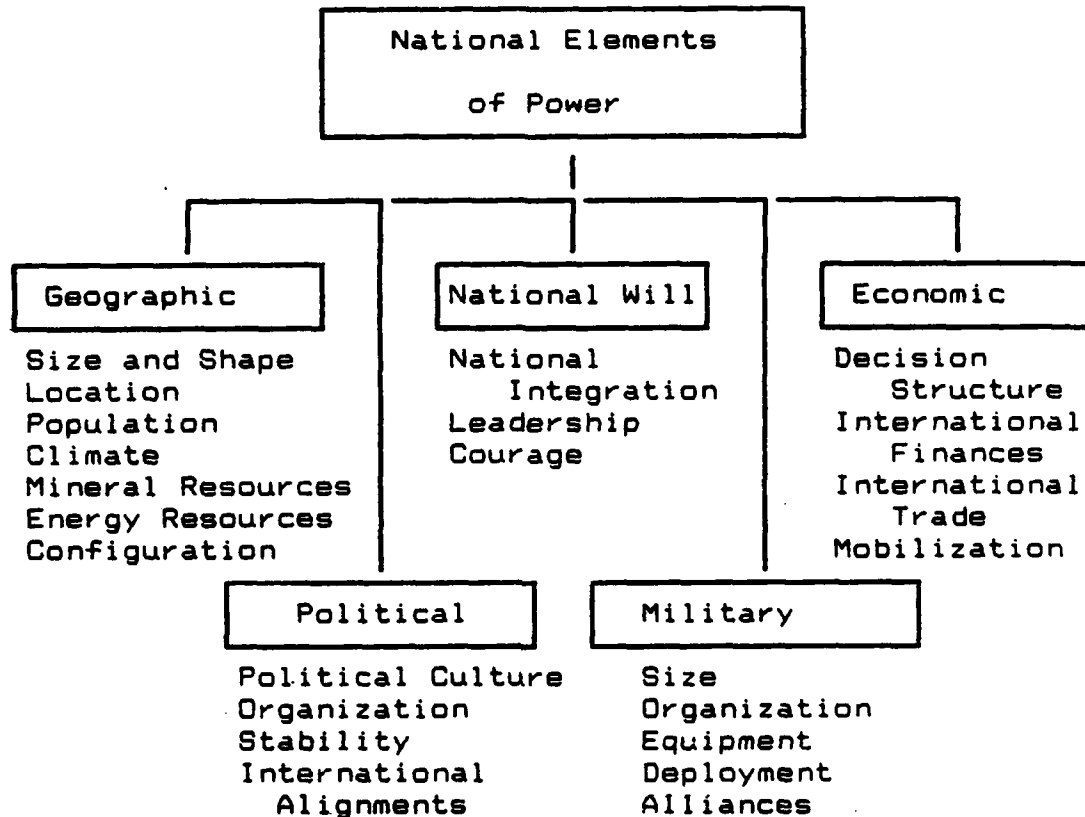 National Elements
of Power
Geographic
Size and Shape
Location
Population
Climate
Mineral Resources
Energy Resources
Configuration
National Will
National
Integration
Leadership
Courage
Economic
Decision
Structure
International
Finances
International
Trade
Mobilization
Political
Political Culture
Organization
Stability
International
Alignments
Military
Size
Organization
Equipment
Deployment
Alliances